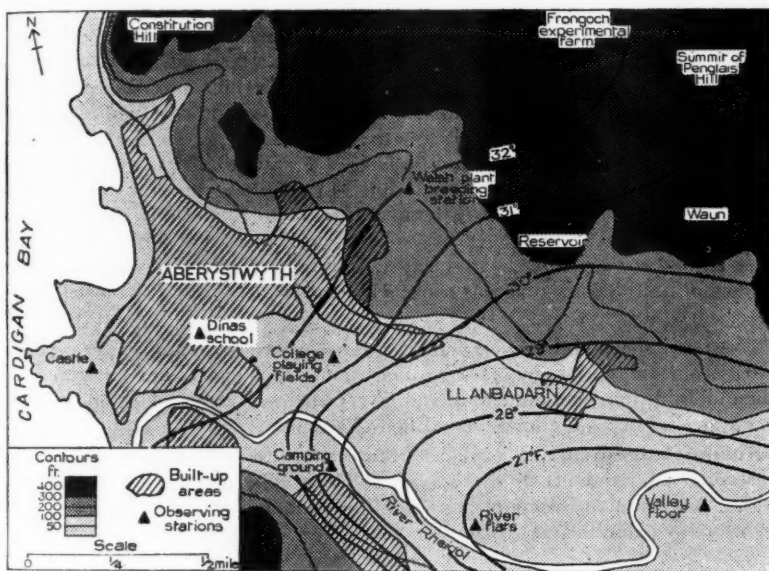 N
Constitution
Hill
Frongoch
experimental
farm
Summit of
Penglais
Hill
32°
Welsh plant
breeding
station
31°
Waun
Reservoir
CARDIGAN BAY
ABERYSTWYTH
30°
Dinas
school
29°
Castle
College
playing
fields
LLANBADARN
28°
27°F.
Camping
ground
River Rheidol
River
flats
Valley
floor
Contours
ft.
400
300
200
100
50
Built-up
areas
Observing
stations
Scale
0 1/4 1/2 mile